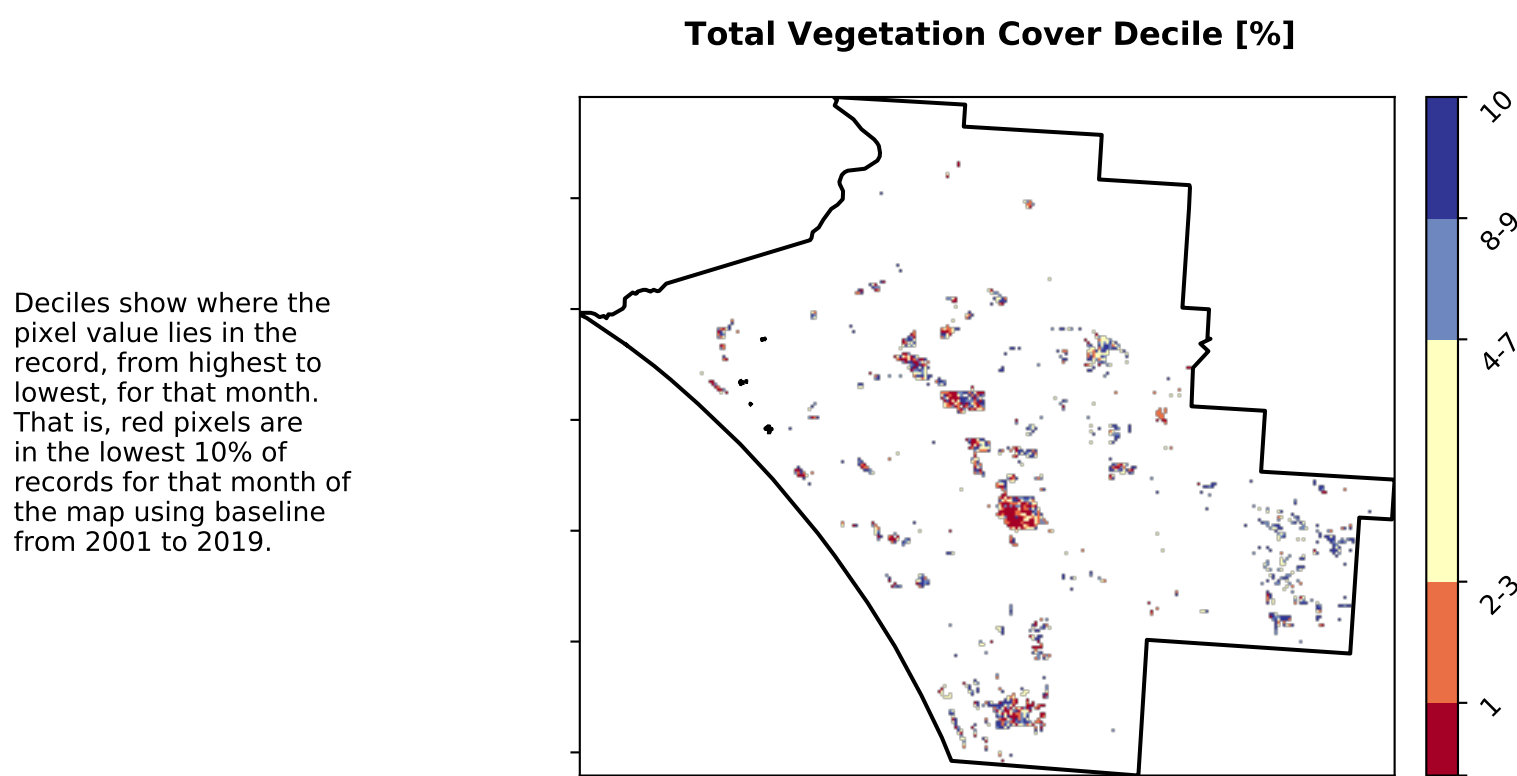 Total Vegetation Cover Decile [%]
Deciles show where the
pixel value lies in the
record, from highest to
lowest, for that month.
That is, red pixels are
in the lowest 10% of
records for that month of
the map using baseline
from 2001 to 2019.
10
8-9
4-7
2-3
1